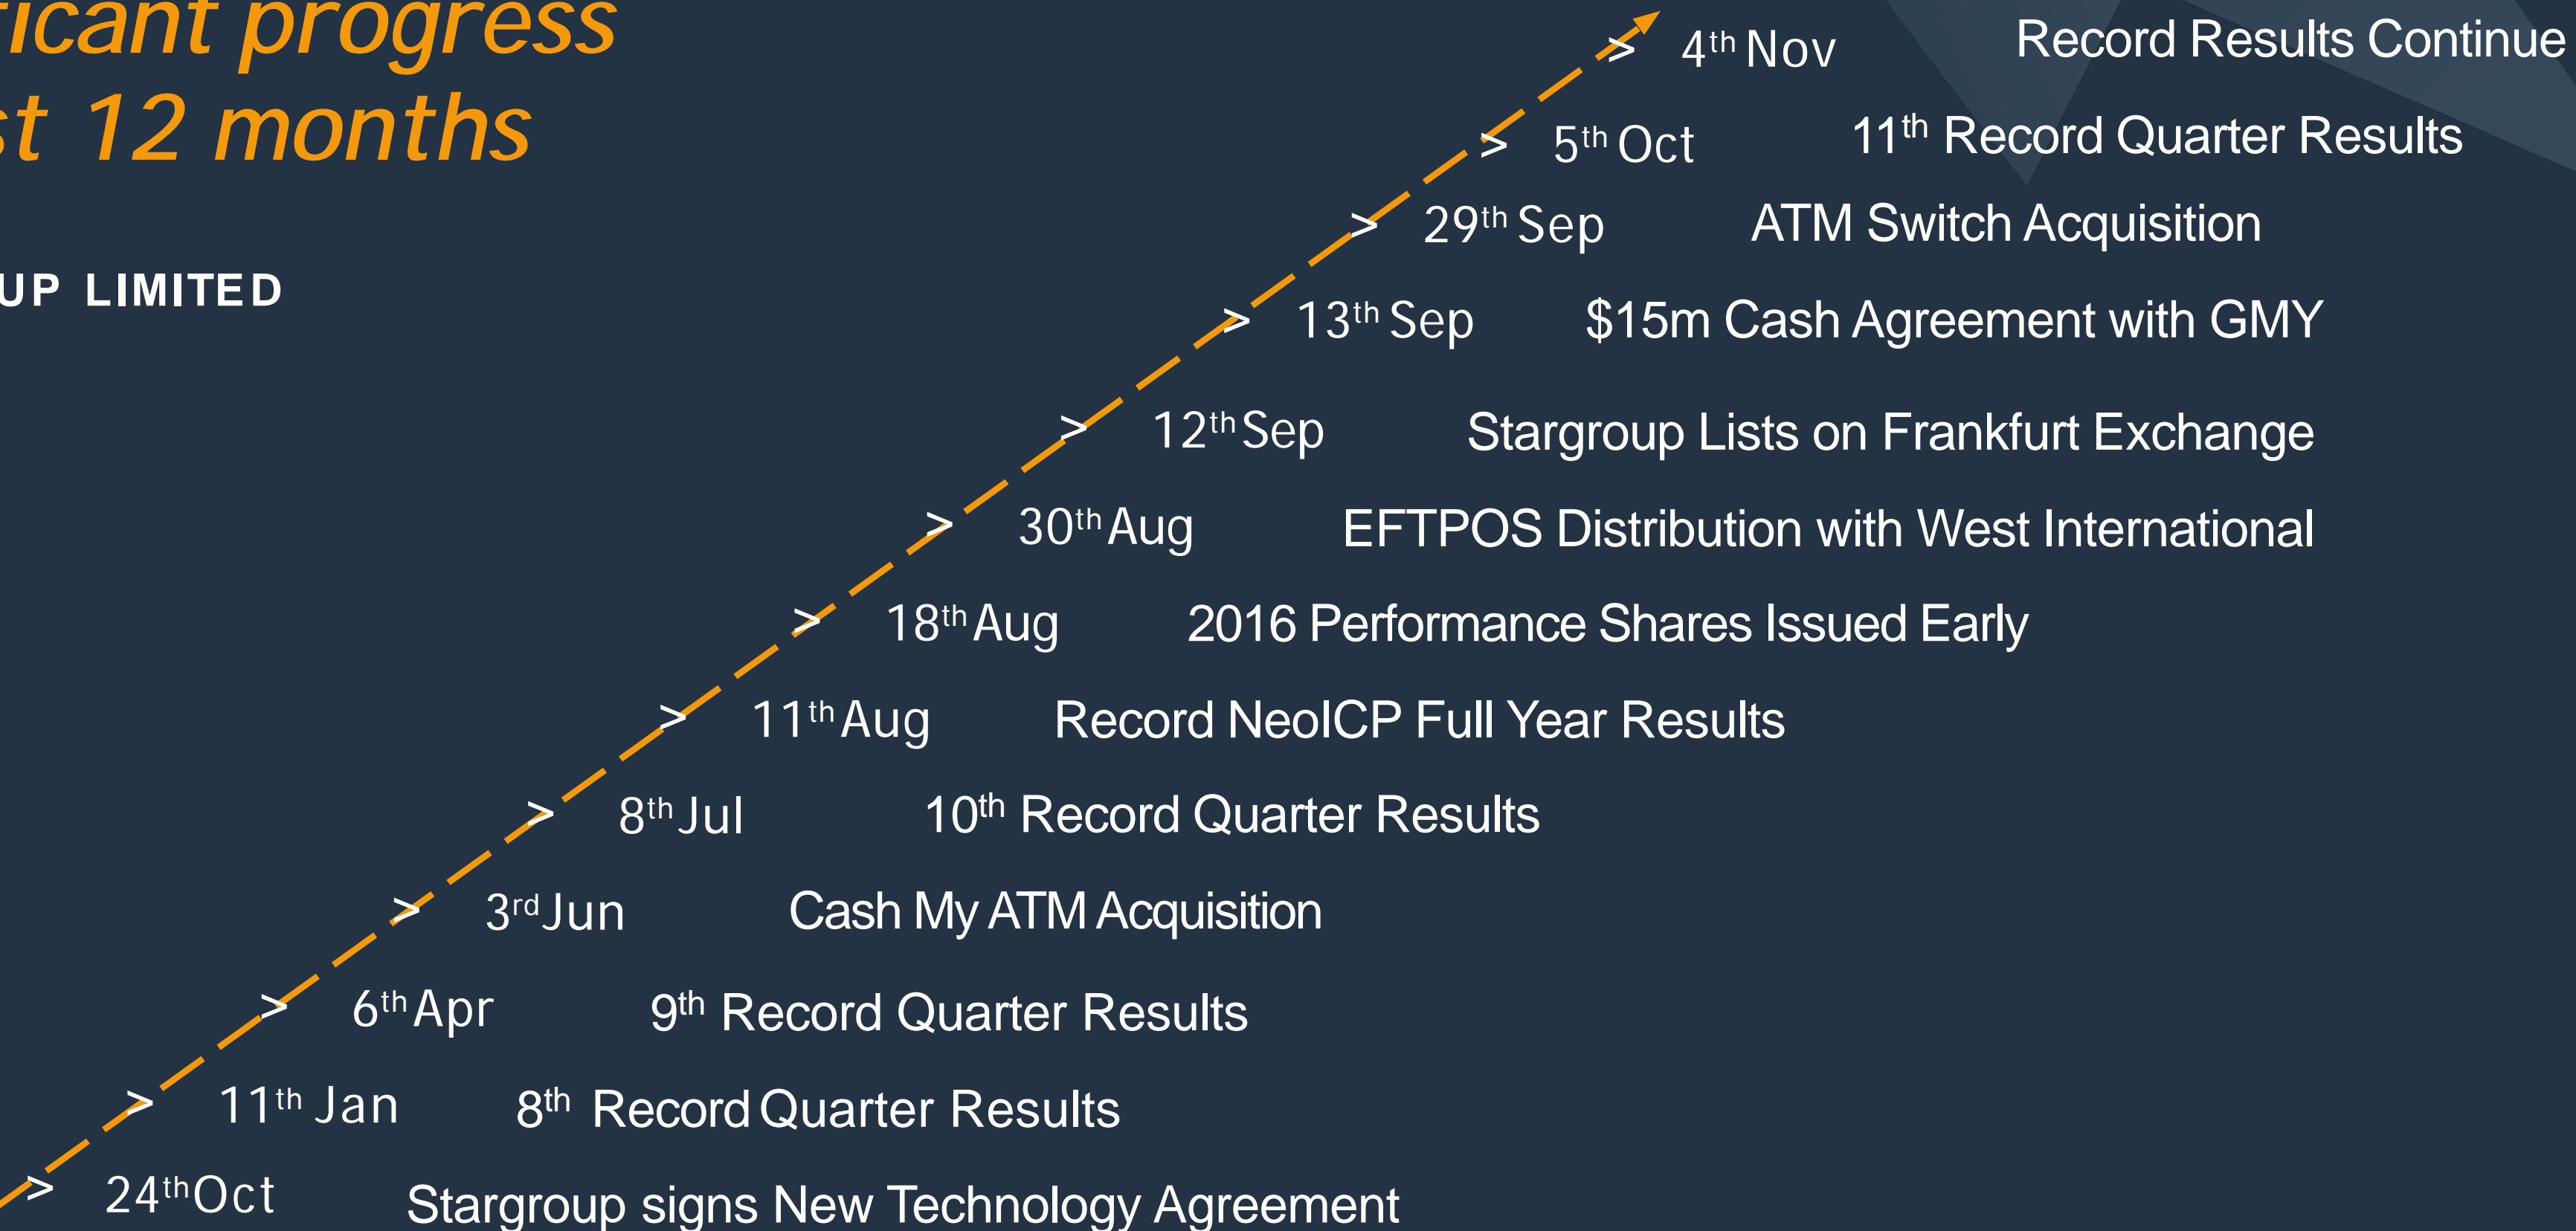 ficant progress
st 12 months
UP LIMITED
> 4th Nov Record Results Continue
> 5th Oct 11th Record Quarter Results
> 29th Sep ATM Switch Acquisition
> 13th Sep $15m Cash Agreement with GMY
> 12th Sep Stargroup Lists on Frankfurt Exchange
> 30th Aug EFTPOS Distribution with West International
> 18th Aug 2016 Performance Shares Issued Early
> 11th Aug Record NeoICP Full Year Results
> 8th Jul 10th Record Quarter Results
> 3rd Jun Cash My ATM Acquisition
> 6th Apr 9th Record Quarter Results
> 11th Jan 8th Record Quarter Results
> 24th Oct Stargroup signs New Technology Agreement